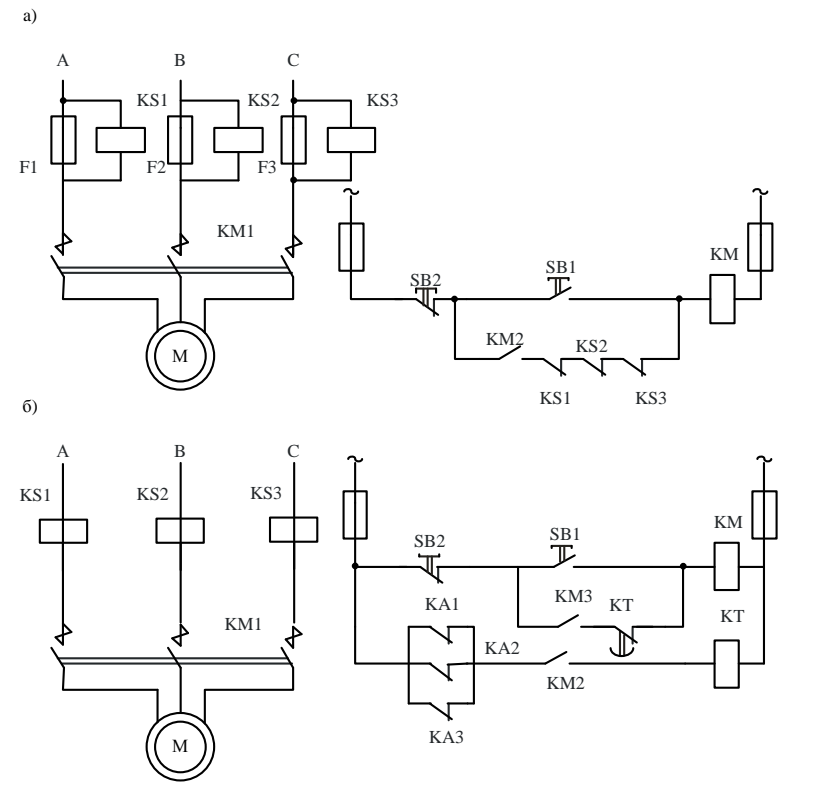 а)
A B C
KS1 KS2 KS3
F1 F2 F3
KM1
KM
SB2 SB1
KM2 KS2
KS1 KS3
M
б)
A B C
KS1 KS2 KS3
KM
SB2 SB1
KA1 KM3 KT
KM1 KT
KA2
KM2
KA3
M